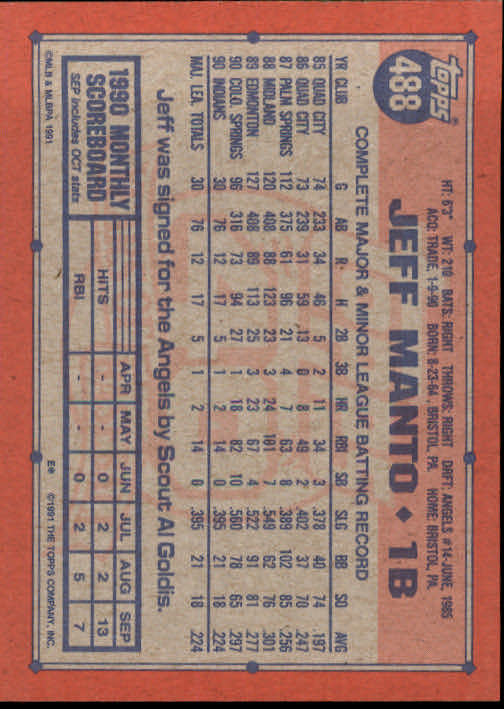 topps®
488
HT: 6'3" WT: 210 BATS: RIGHT THROWS: RIGHT DRFT: ANGELS #14-JUNE, 1985
ACQ: TRADE, 1-9-90 BORN: 8-23-64, BRISTOL, PA. HOME: BRISTOL, PA.
JEFF MANTO ♦ 1B
COMPLETE MAJOR & MINOR LEAGUE BATTING RECORD
YR CLUB G AB R H 2B 3B HR RBI SB SLG BB SO AVG
85 QUAD CITY 74 233 34 46 5 2 11 34 3 .378 40 74 .197
86 QUAD CITY 73 239 31 59 13 0 8 49 2 .402 37 70 .247
87 PALM SPRINGS 112 375 61 96 21 4 7 63 8 .389 102 85 .256
88 MIDLAND 120 408 88 123 23 3 24 101 7 .549 62 76 .301
89 EDMONTON 127 408 89 113 25 3 23 67 4 .522 91 81 .277
90 COLO. SPRINGS 96 316 73 94 27 1 18 82 10 .560 78 65 .297
90 INDIANS 30 76 12 17 5 1 2 14 0 .395 21 18 .224
MAJ. LEA. TOTALS 30 76 12 17 5 1 2 14 0 .395 21 18 .224
Jeff was signed for the Angels by Scout Al Goldis.
1990 MONTHLY
SCOREBOARD
SEP includes OCT stats
APR MAY JUN JUL AUG SEP
HITS - - 0 2 2 13
RBI - - 0 2 5 7
©MLB & MLBPA 1991
E* ©1991 THE TOPPS COMPANY, INC.